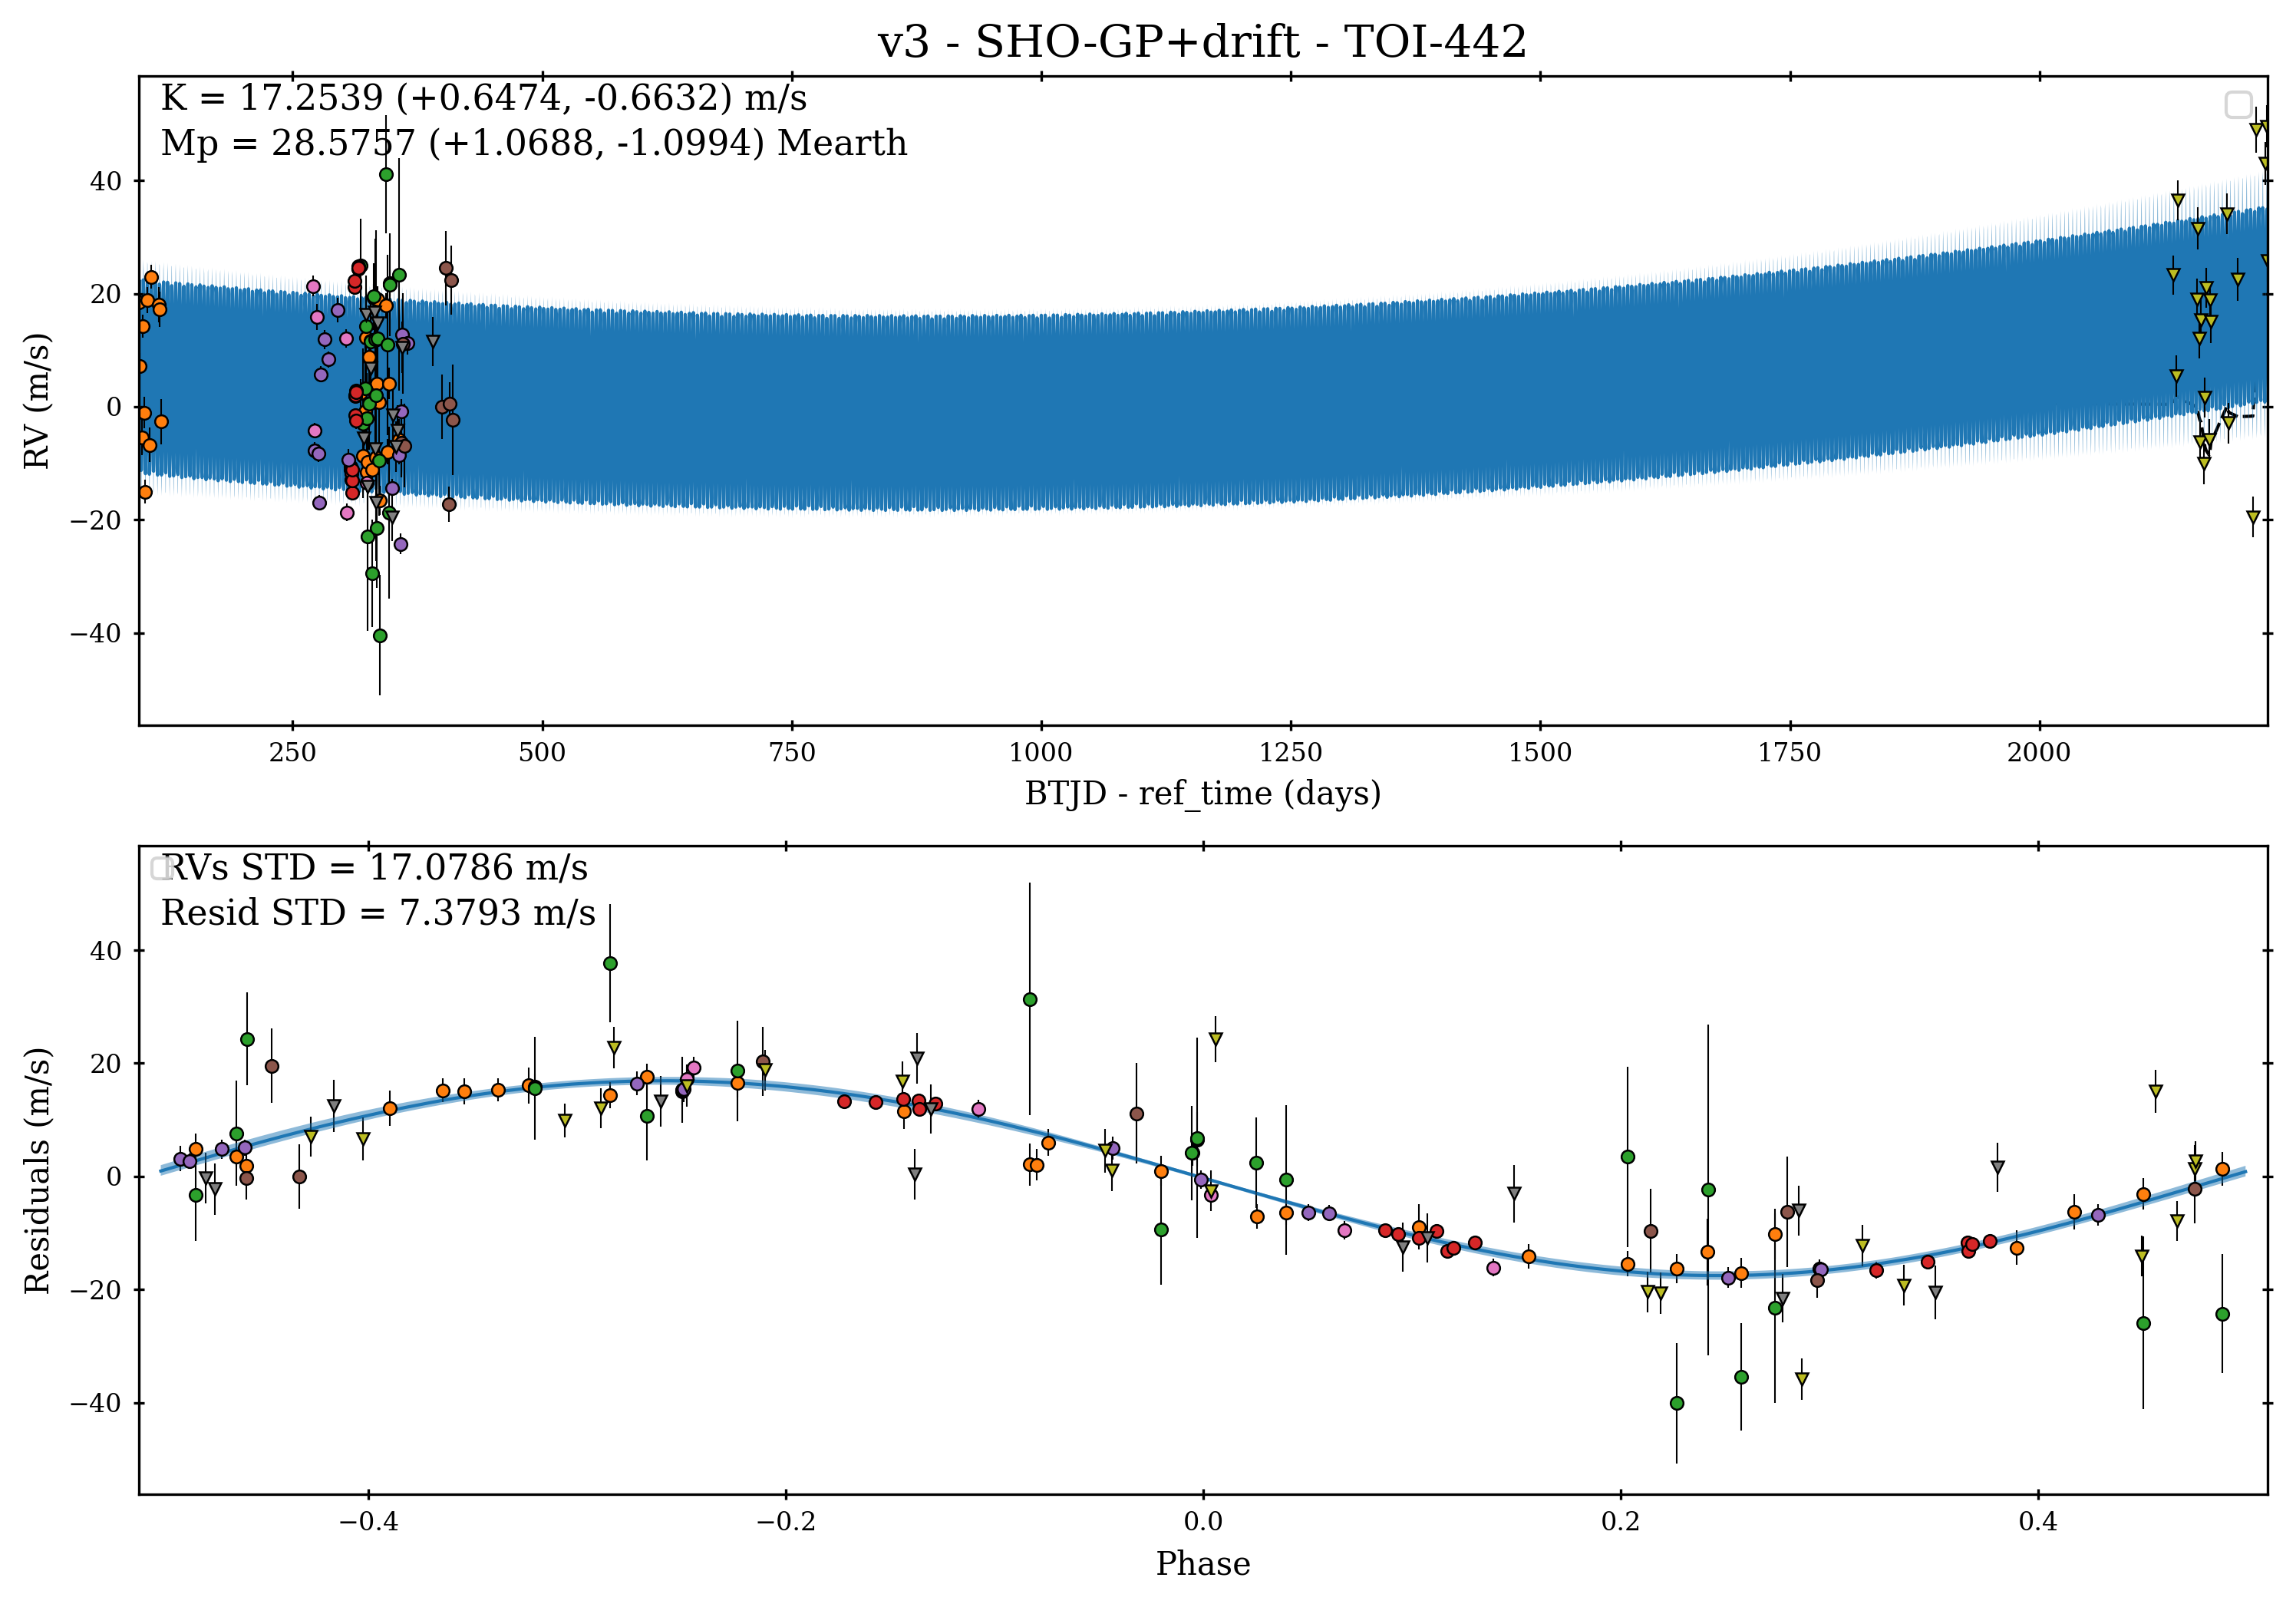 v3 - SHO-GP+drift - TOI-442
K = 17.2539 (+0.6474, -0.6632) m/s
Mp = 28.5757 (+1.0688, -1.0994) Mearth
40
20
0
−20
−40
RV (m/s)
250 500 750 1000 1250 1500 1750 2000
BTJD - ref_time (days)
RVs STD = 17.0786 m/s
Resid STD = 7.3793 m/s
40
20
0
−20
−40
Residuals (m/s)
−0.4 −0.2 0.0 0.2 0.4
Phase